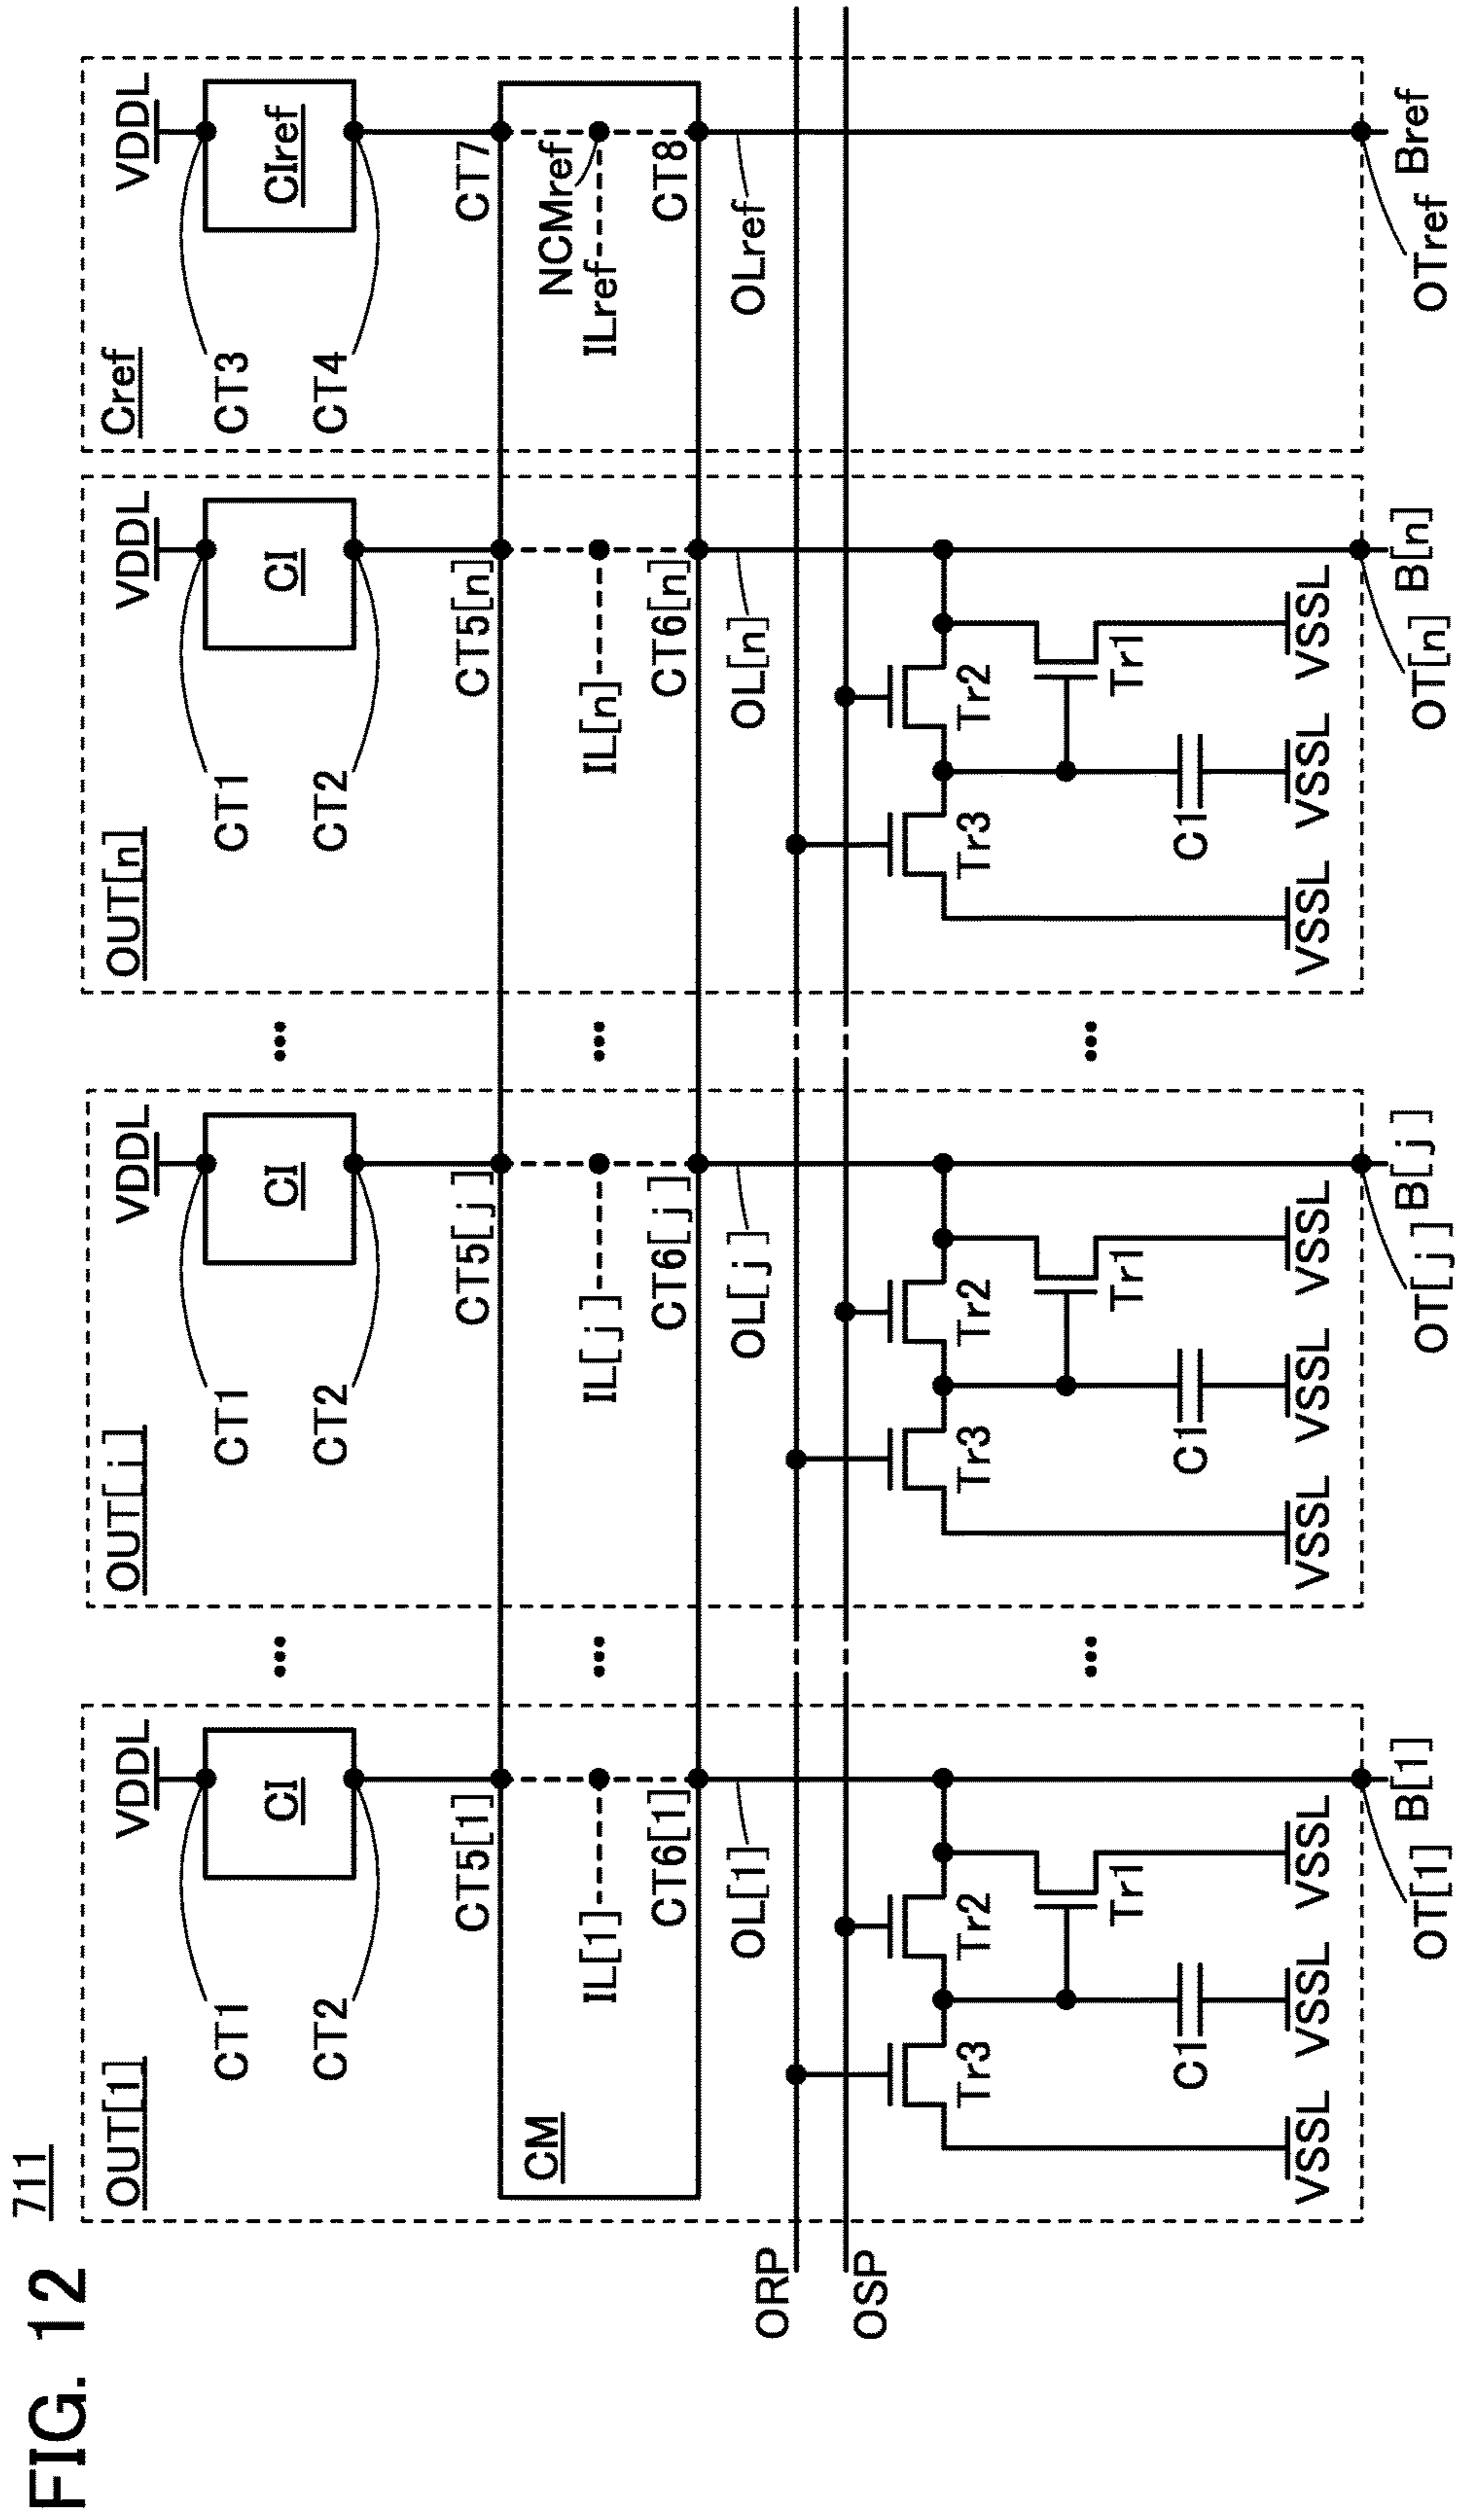 FIG. 12
711
OUT[1]
VDDL
CI
CT1
CT2
CT5[1]
CM
IL[1]
CT6[1]
OL[1]
ORP
OSP
Tr3
Tr2
Tr1
C1
VSSL
VSSL
VSSL
OT[1]
B[1]
...
...
...
OUT[j]
VDDL
CI
CT1
CT2
CT5[j]
IL[j]
CT6[j]
OL[j]
Tr3
Tr2
Tr1
C1
VSSL
VSSL
VSSL
OT[j]
B[j]
...
...
...
OUT[n]
VDDL
CI
CT1
CT2
CT5[n]
IL[n]
CT6[n]
OL[n]
Tr3
Tr2
Tr1
C1
VSSL
VSSL
VSSL
OT[n]
B[n]
Cref
VDDL
CIref
CT3
CT4
CT7
NCMref
ILref
CT8
OLref
OTref
Bref